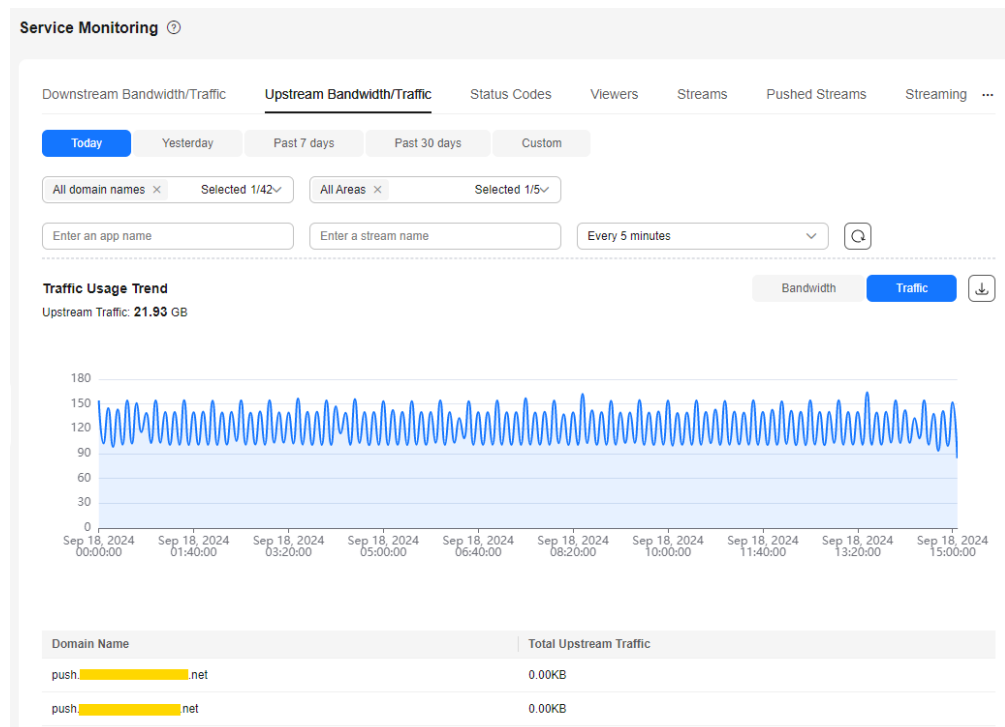 Service Monitoring ?
Downstream Bandwidth/Traffic Upstream Bandwidth/Traffic Status Codes Viewers Streams Pushed Streams Streaming ...
Today Yesterday Past 7 days Past 30 days Custom
All domain names × Selected 1/42 All Areas × Selected 1/5
Enter an app name Enter a stream name Every 5 minutes
Traffic Usage Trend Bandwidth Traffic
Upstream Traffic: 21.93 GB
180
150
120
90
60
30
0
Sep 18, 2024 Sep 18, 2024 Sep 18, 2024 Sep 18, 2024 Sep 18, 2024 Sep 18, 2024 Sep 18, 2024 Sep 18, 2024 Sep 18, 2024 Sep 18, 2024
00:00:00 01:40:00 03:20:00 05:00:00 06:40:00 08:20:00 10:00:00 11:40:00 13:20:00 15:00:00
Domain Name Total Upstream Traffic
push. .net 0.00KB
push. net 0.00KB